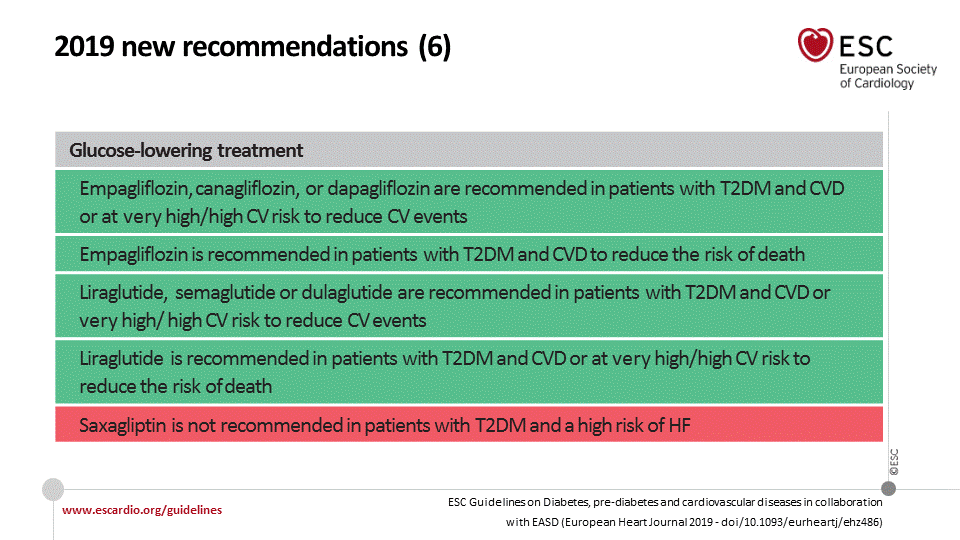 2019 new recommendations (6)
ESC
European Society
of Cardiology
Glucose-lowering treatment
Empagliflozin, canagliflozin, or dapagliflozin are recommended in patients with T2DM and CVD
or at very high/high CV risk to reduce CV events
Empagliflozin is recommended in patients with T2DM and CVD to reduce the risk of death
Liraglutide, semaglutide or dulaglutide are recommended in patients with T2DM and CVD or
very high/ high CV risk to reduce CV events
Liraglutide is recommended in patients with T2DM and CVD or at very high/high CV risk to
reduce the risk of death
Saxagliptin is not recommended in patients with T2DM and a high risk of HF
©ESC
www.escardio.org/guidelines
ESC Guidelines on Diabetes, pre-diabetes and cardiovascular diseases in collaboration
with EASD (European Heart Journal 2019 - doi/10.1093/eurheartj/ehz486)